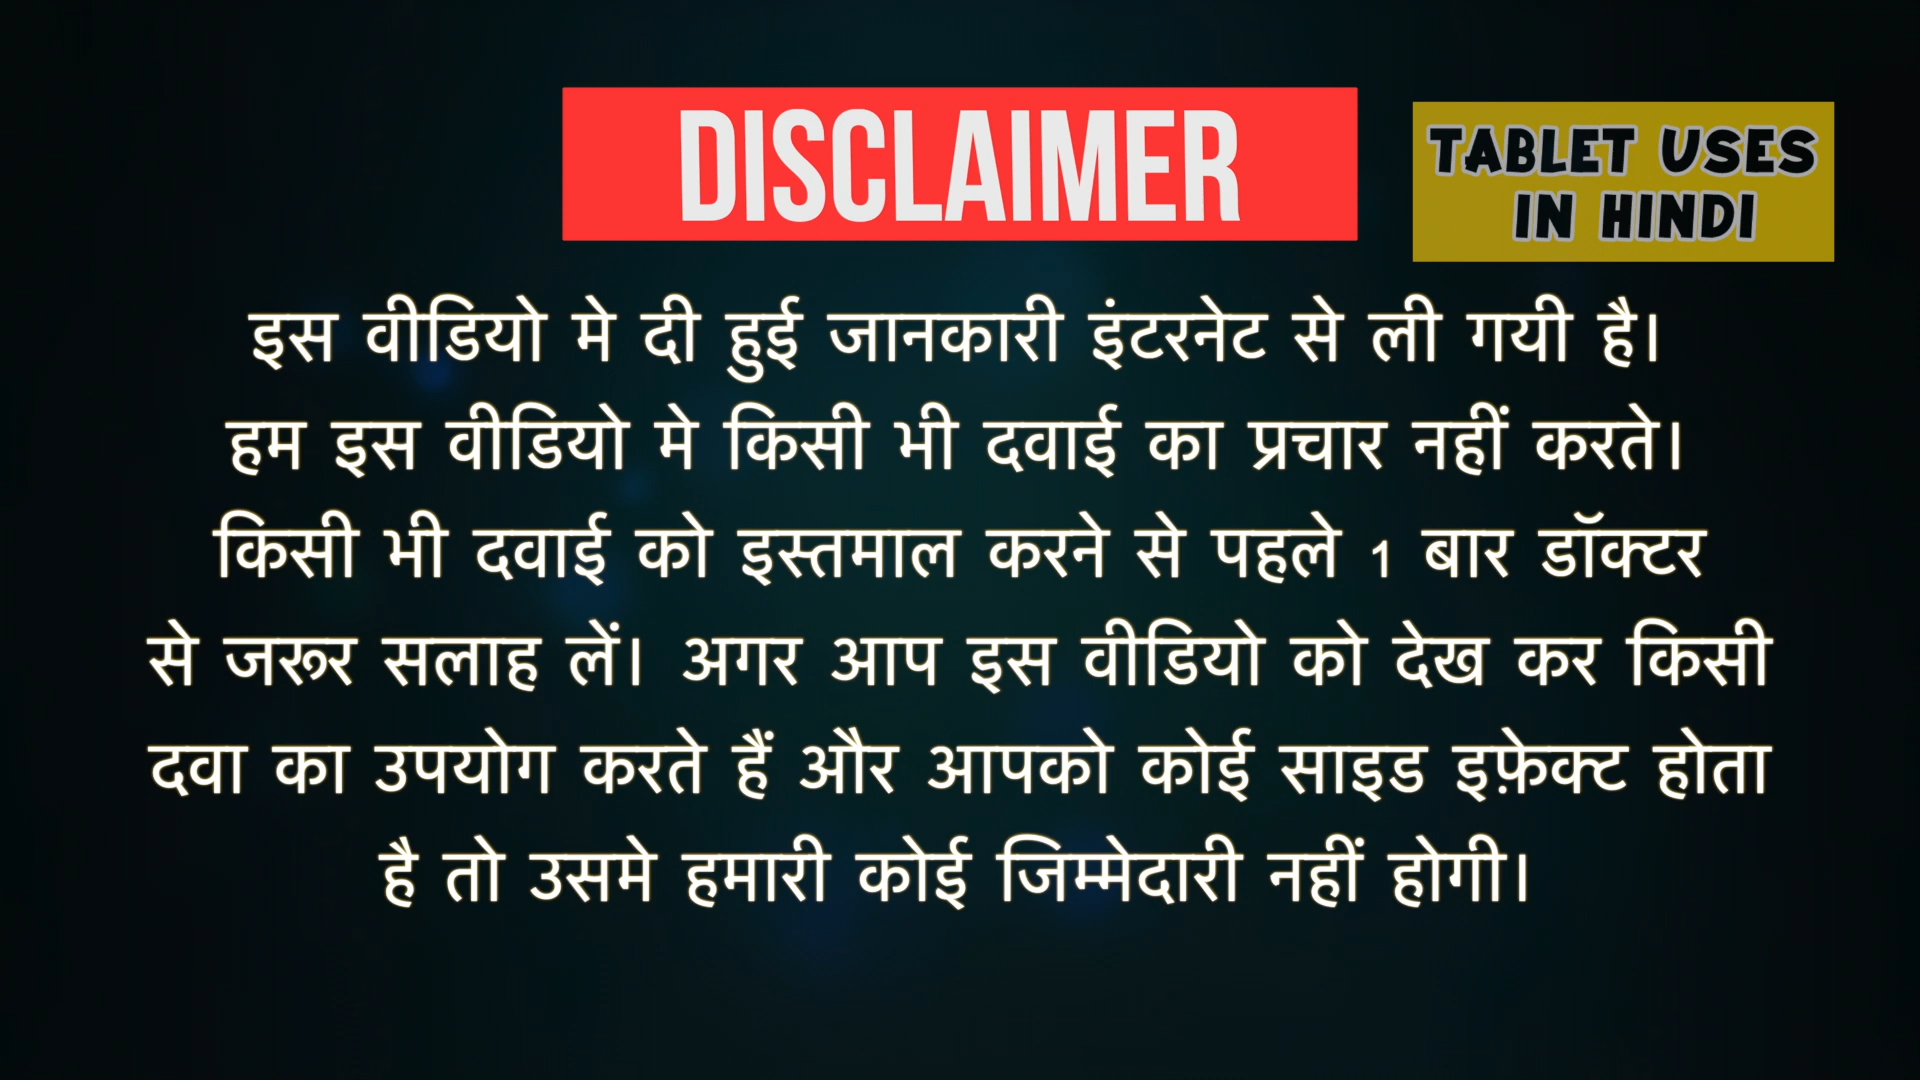 DISCLAIMER
TABLET USES
IN HINDI
इस वीडियो मे दी हुई जानकारी इंटरनेट से ली गयी है।
हम इस वीडियो मे किसी भी दवाई का प्रचार नहीं करते।
किसी भी दवाई को इस्तमाल करने से पहले 1 बार डॉक्टर
से जरूर सलाह लें। अगर आप इस वीडियो को देख कर किसी
दवा का उपयोग करते हैं और आपको कोई साइड इफ़ेक्ट होता
है तो उसमे हमारी कोई जिम्मेदारी नहीं होगी।